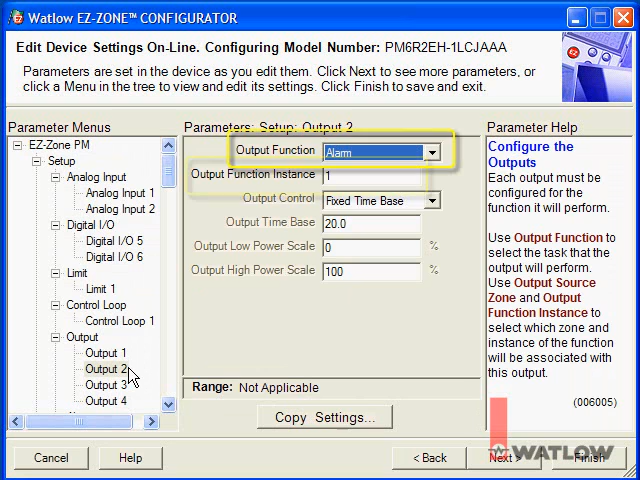 Watlow EZ-ZONE™ CONFIGURATOR
Edit Device Settings On-Line. Configuring Model Number: PM6R2EH-1LCJAAA
Parameters are set in the device as you edit them. Click Next to see more parameters, or
click a Menu in the tree to view and edit its settings. Click Finish to save and exit.
Parameter Menus
EZ-Zone PM
Setup
Analog Input
Analog Input 1
Analog Input 2
Digital I/O
Digital I/O 5
Digital I/O 6
Limit
Limit 1
Control Loop
Control Loop 1
Output
Output 1
Output 2
Output 3
Output 4
Parameters: Setup: Output 2
Output Function Alarm
Output Function Instance 1
Output Control Fixed Time Base
Output Time Base 20.0
Output Low Power Scale 0 %
Output High Power Scale 100 %
Range: Not Applicable
Copy Settings...
Parameter Help
Configure the
Outputs
Each output must be
configured for the
function it will perform.
Use Output Function to
select the task that the
output will perform.
Use Output Source
Zone and Output
Function Instance to
select which zone and
instance of the function
will be associated with
this output.
(006005)
Cancel
Help
< Back
Next >
Finish
WATLOW